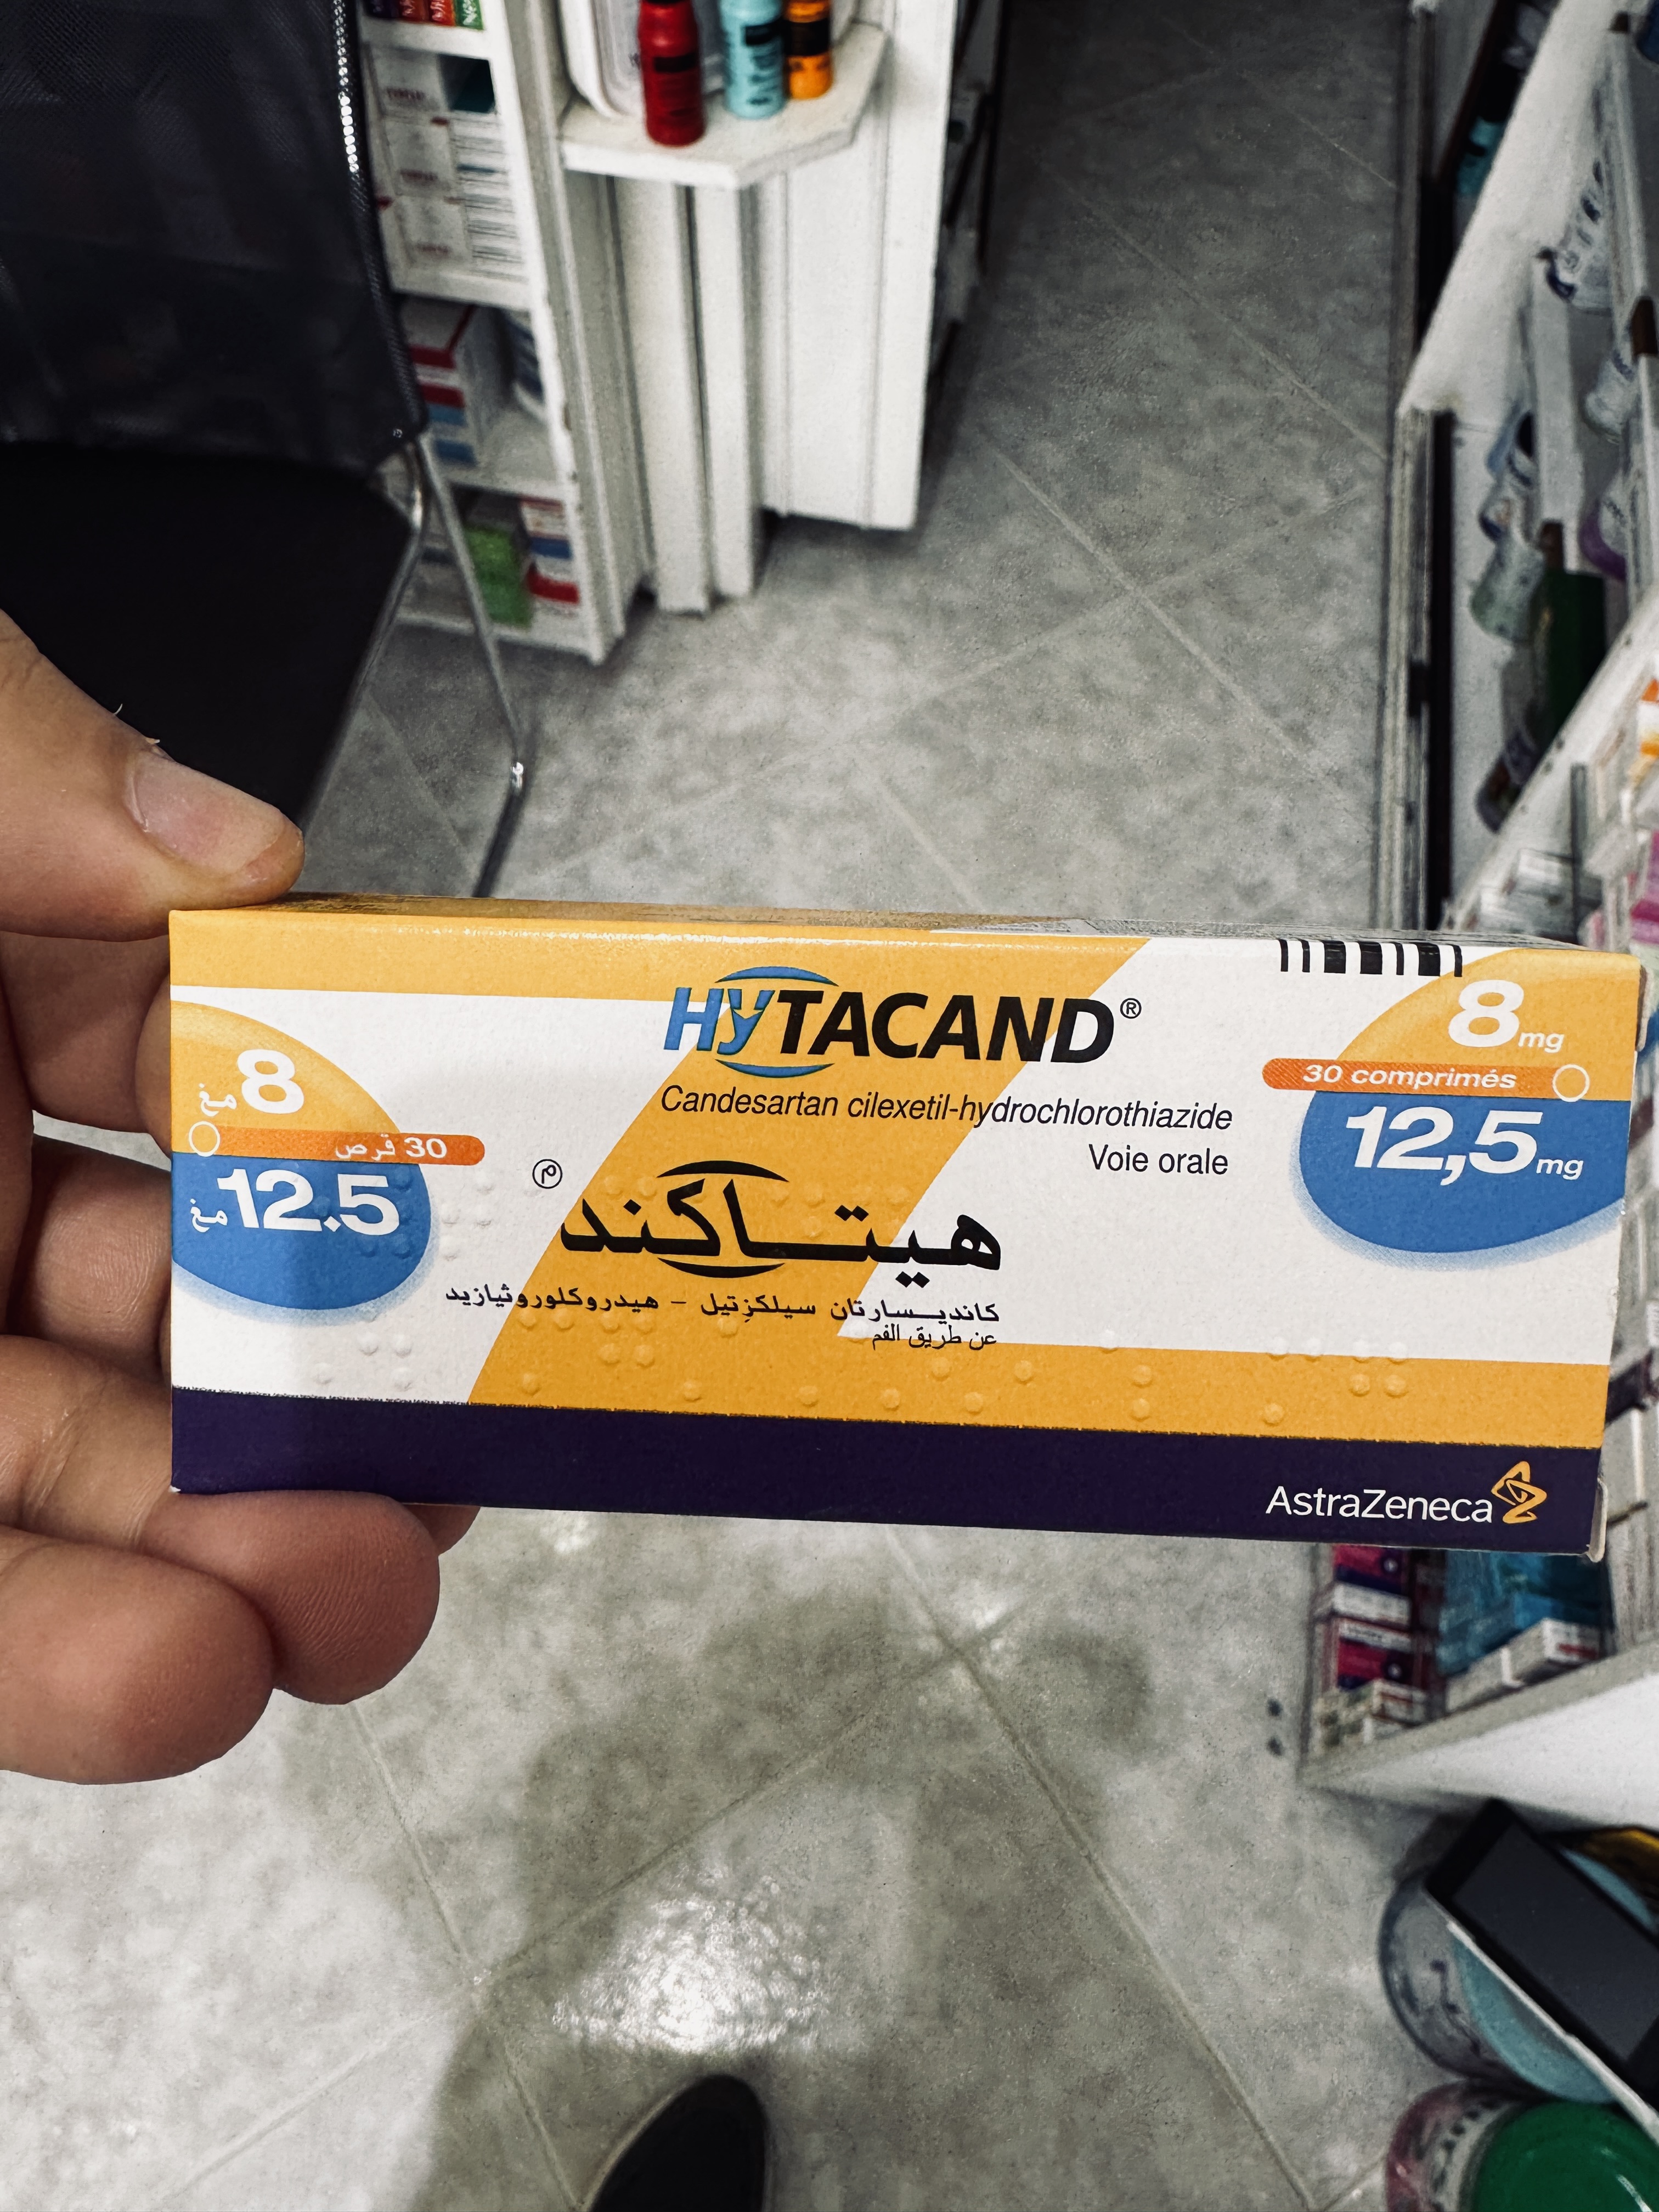 HYTACAND®
Candesartan cilexetil-hydrochlorothiazide
Voie orale
8 mg
30 comprimés
12,5 mg
8 مغ.
30 قرص
12.5 مغ.
هيتاكند
كانديسارتان سيلكزتيل – هيدروكلوروثيازيد
عن طريق الفم
AstraZeneca